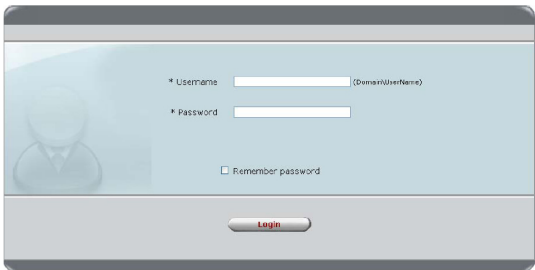 * Username (Domain\UserName)
* Password
Remember password
Login